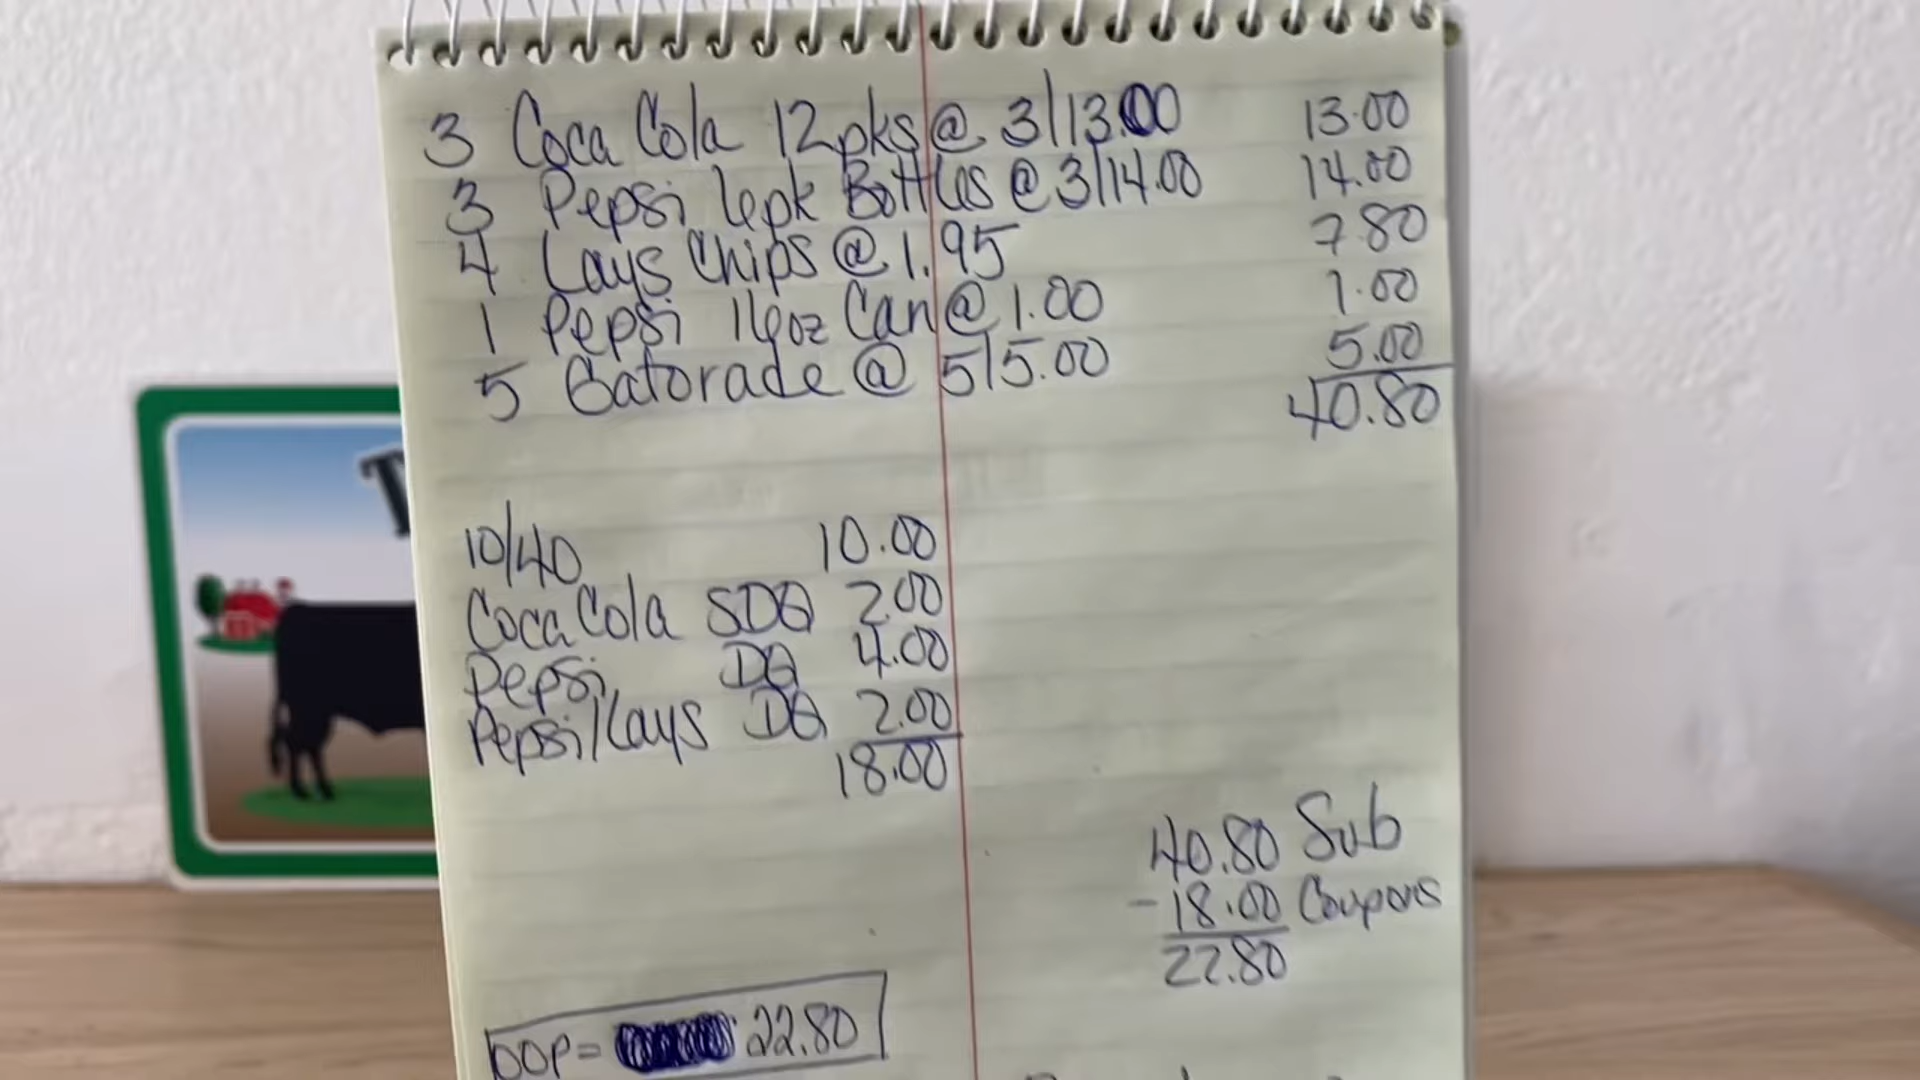 3 Coca Cola 12pks @ 3/13.00 13.00
3 Pepsi 6pk Bottles @ 3/14.00 14.00
4 Lays Chips @ 1.95 7.80
1 Pepsi 16oz Can @ 1.00 1.00
5 Gatorade @ 5/5.00 5.00
40.80
10/40 10.00
Coca Cola SDQ 2.00
Pepsi DQ 4.00
Pepsi/Lays DQ 2.00
18.00
40.80 Sub
-18.00 Coupons
22.80
OOP = 22.80